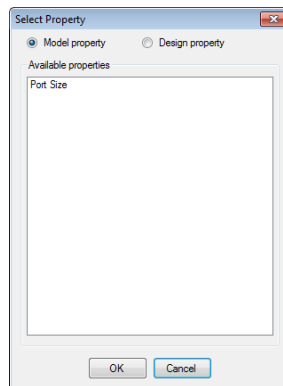 Select Property
Model property Design property
Available properties
Port Size
OK Cancel